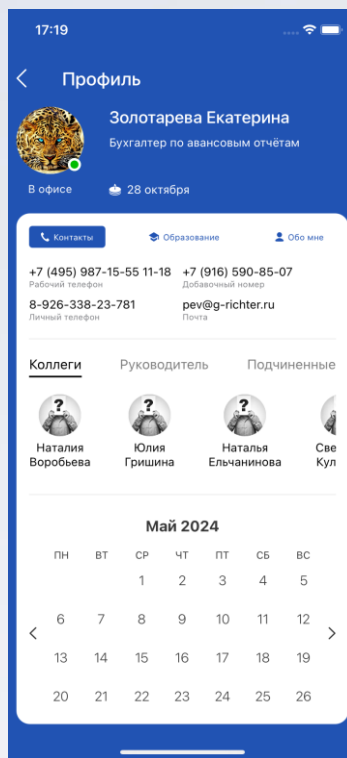 17:19
Профиль
Золотарева Екатерина
Бухгалтер по авансовым отчётам
В офисе
28 октября
Контакты
Образование
Обо мне
+7 (495) 987-15-55 11-18
Рабочий телефон
+7 (916) 590-85-07
Добавочный номер
8-926-338-23-781
Личный телефон
pev@g-richter.ru
Почта
Коллеги Руководитель Подчиненные
Наталия
Воробьева
Юлия
Гришина
Наталья
Ельчанинова
Све
Кул
Май 2024
ПН ВТ СР ЧТ ПТ СБ ВС
1 2 3 4 5
6 7 8 9 10 11 12
13 14 15 16 17 18 19
20 21 22 23 24 25 26